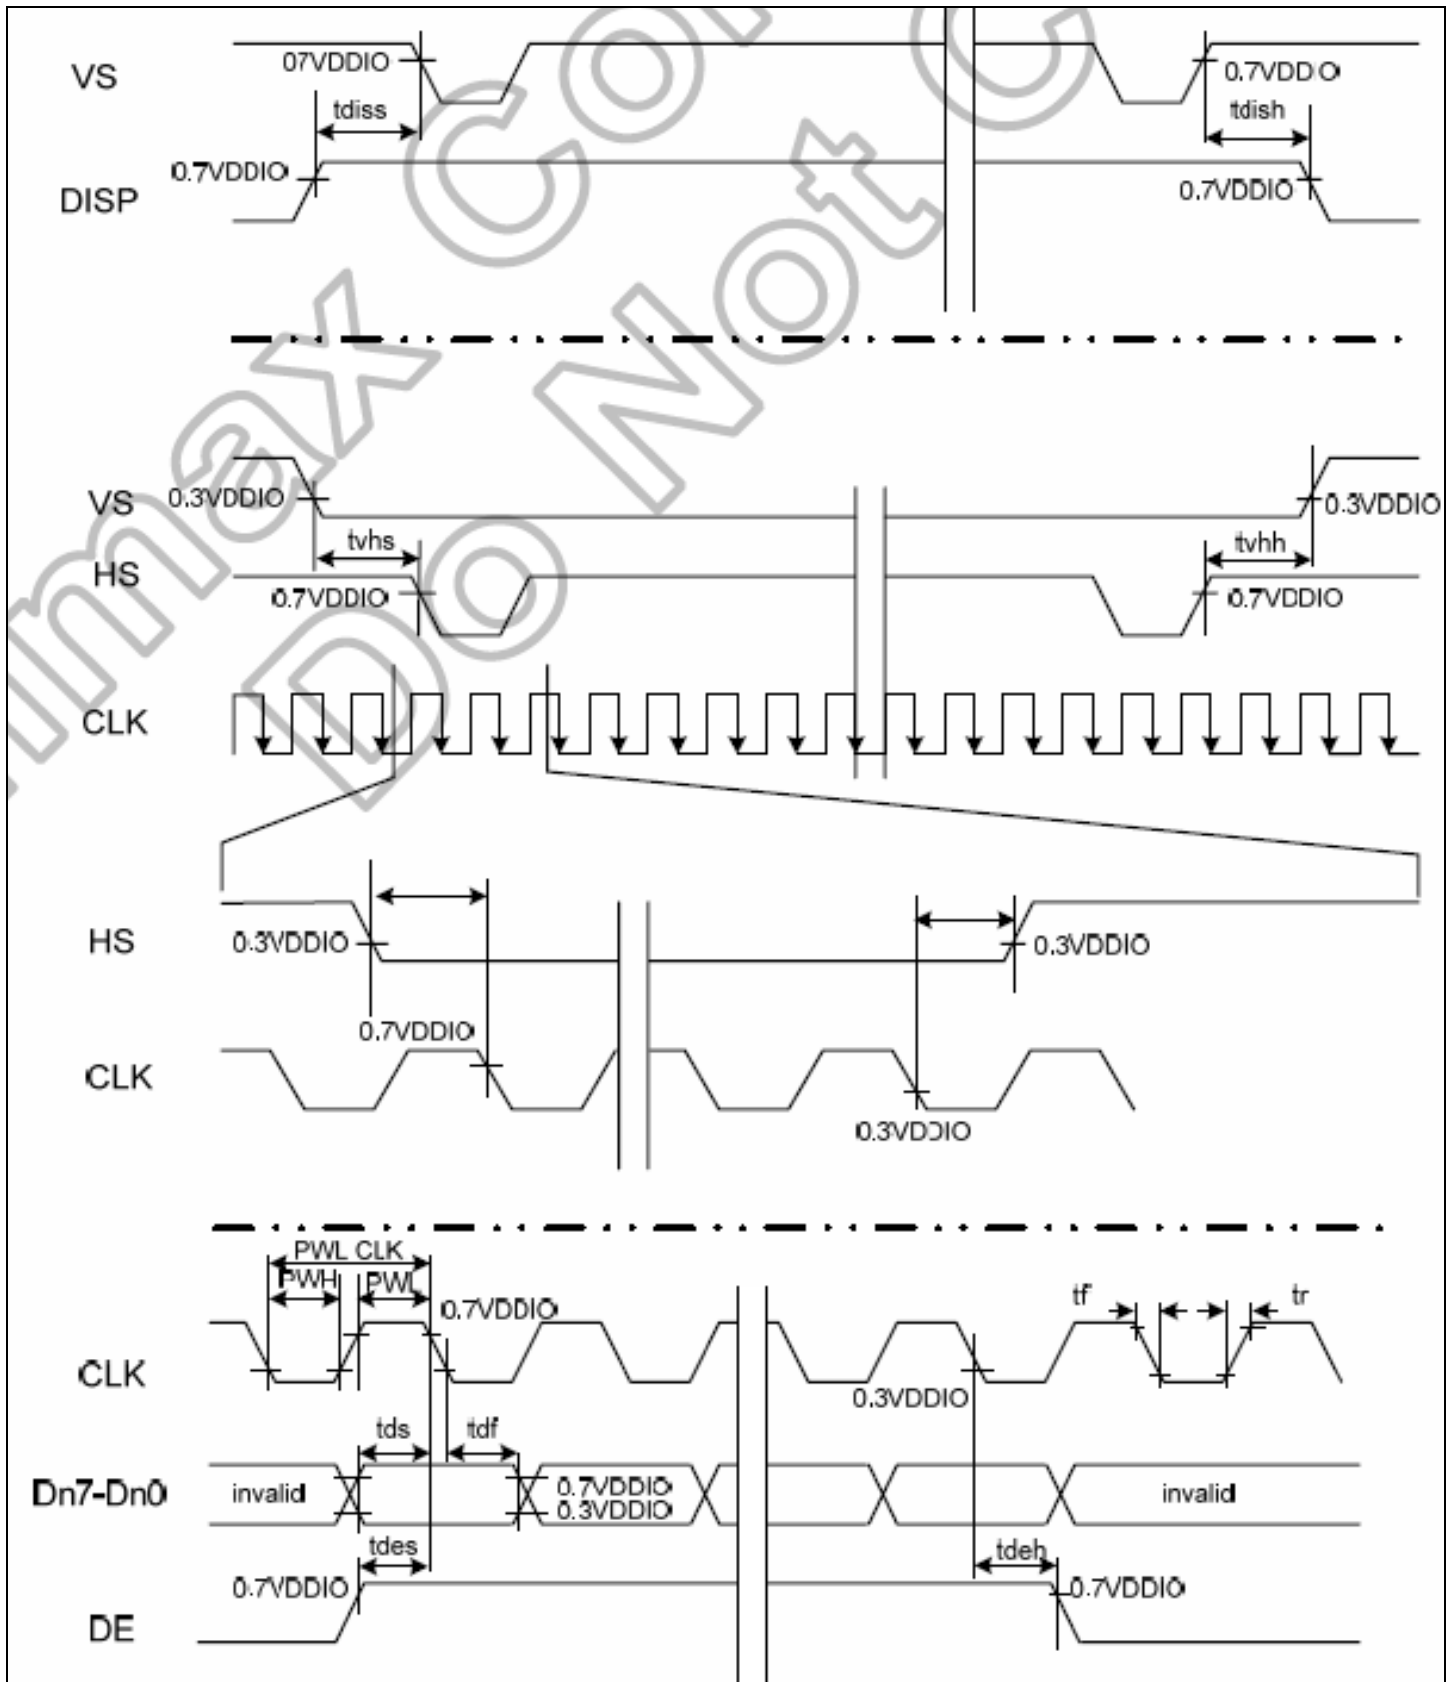 VS
07VDDIO
0.7VDDIO
tdiss
tdish
0.7VDDIO
0.7VDDIO
DISP
VS
0.3VDDIO
0.3VDDIO
tvhs
tvhh
HS
0.7VDDIO
0.7VDDIO
CLK
HS
0.3VDDIO
0.3VDDIO
0.7VDDIO
CLK
0.3VDDIO
PWL CLK
PWH
PWL
0.7VDDIO
tf
tr
CLK
0.3VDDIO
tds
tdf
Dn7-Dn0
invalid
0.7VDDIO
0.3VDDIO
invalid
tdes
tdeh
0.7VDDIO
0.7VDDIO
DE
Do Not